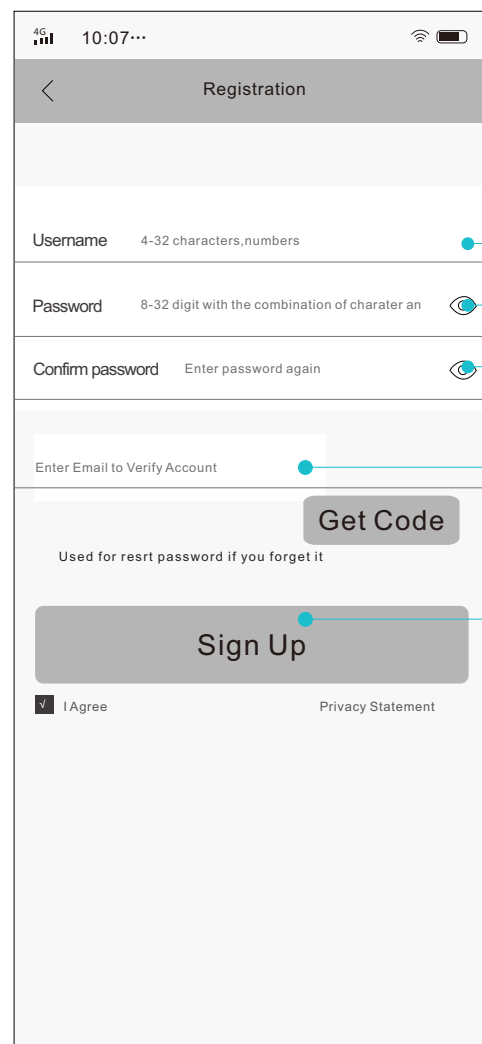 4G 10:07···
Registration
Username 4-32 characters,numbers
Password 8-32 digit with the combination of charater an
Confirm password Enter password again
Enter Email to Verify Account
Get Code
Used for resrt password if you forget it
Sign Up
√ I Agree Privacy Statement